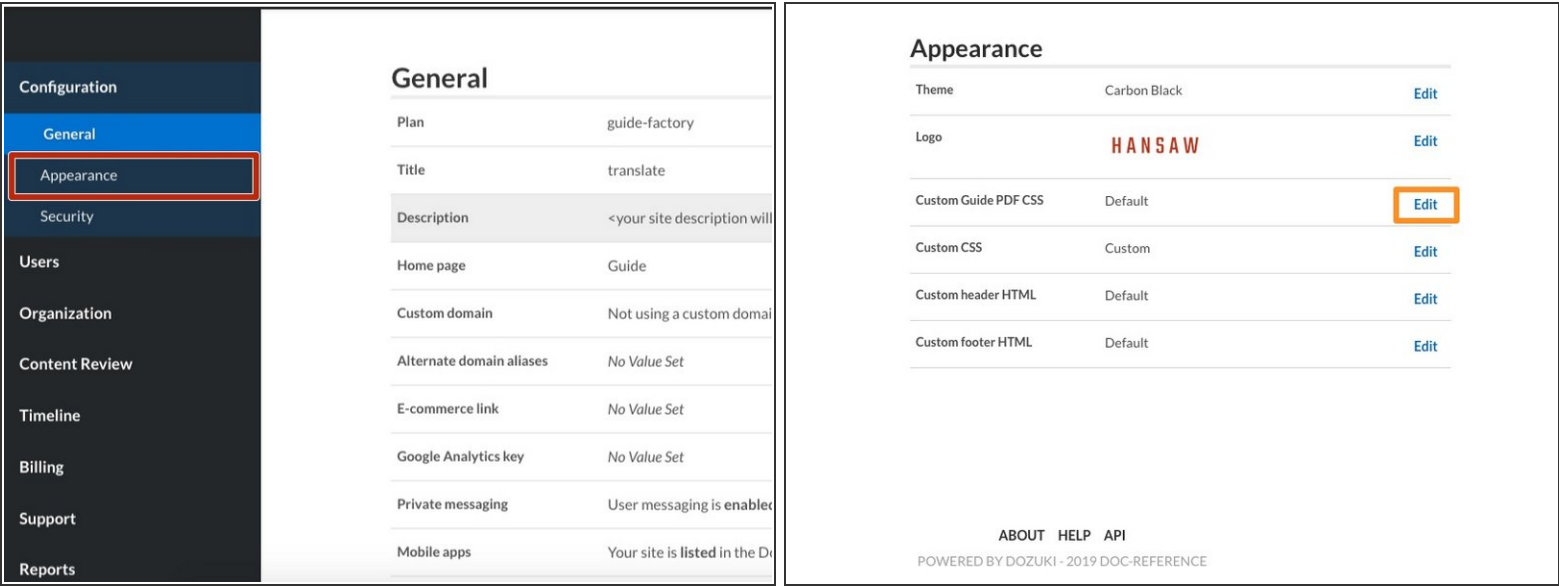 Configuration
General
Appearance
Security
Users
Organization
Content Review
Timeline
Billing
Support
Reports
General
Plan guide-factory
Title translate
Description <your site description will
Home page Guide
Custom domain Not using a custom domai
Alternate domain aliases No Value Set
E-commerce link No Value Set
Google Analytics key No Value Set
Private messaging User messaging is enabled
Mobile apps Your site is listed in the Do
Appearance
Theme Carbon Black Edit
Logo HANSAW Edit
Custom Guide PDF CSS Default Edit
Custom CSS Custom Edit
Custom header HTML Default Edit
Custom footer HTML Default Edit
ABOUT HELP API
POWERED BY DOZUKI - 2019 DOC-REFERENCE